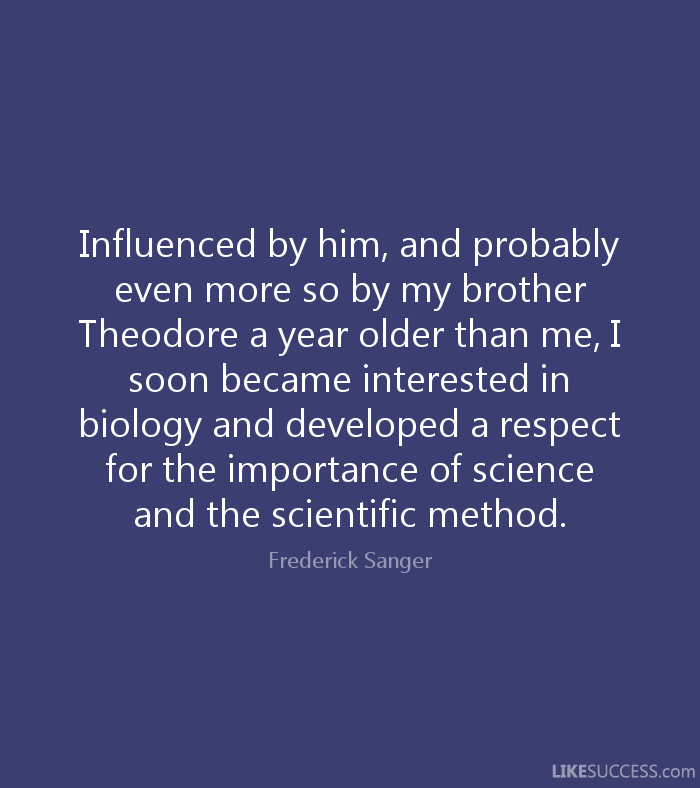 Influenced by him, and probably
even more so by my brother
Theodore a year older than me, I
soon became interested in
biology and developed a respect
for the importance of science
and the scientific method.
Frederick Sanger
LIKESUCCESS.com